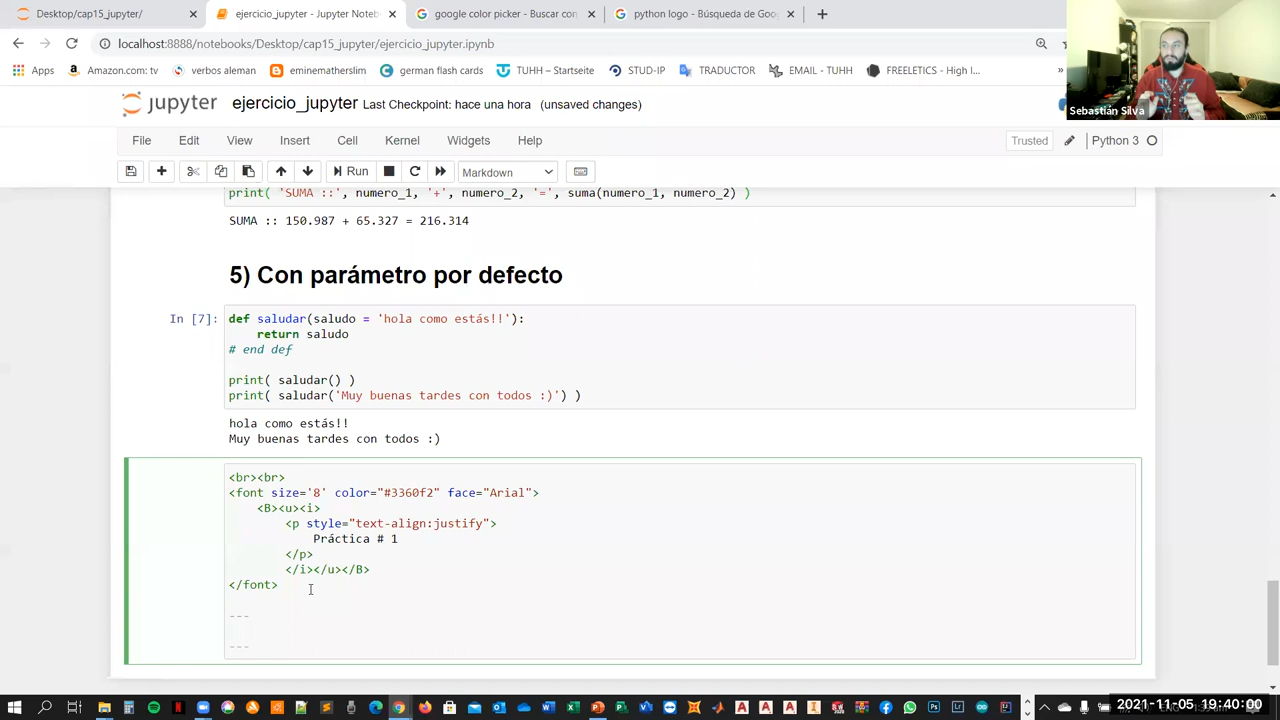 Desktop/cap15_jupyter/
ejercicio_jupyter - Jupyter Noteb
google color picker - Buscar con
python logo - Búsqueda de Goo
localhost:8888/notebooks/Desktop/cap15_jupyter/ejercicio_jupyter.ipynb
Apps
Amazon.com: tv
verbos aleman
eminematherslim
german flash cards
TUHH – Startseite
STUD-IP
TRADUCTOR
EMAIL - TUHH
FREELETICS - High I...
»
Sebastián Silva
jupyter
ejercicio_jupyter Last Checkpoint: hace una hora (unsaved changes)
File Edit View Insert Cell Kernel Widgets Help
Trusted
Python 3
Run
Markdown
print( 'SUMA ::', numero_1, '+', numero_2, '=', suma(numero_1, numero_2) )
SUMA :: 150.987 + 65.327 = 216.314
5) Con parámetro por defecto
In [7]:
def saludar(saludo = 'hola como estás!!'):
return saludo
# end def
print( saludar() )
print( saludar('Muy buenas tardes con todos :)') )
hola como estás!!
Muy buenas tardes con todos :)
<br><br>
<font size='8' color="#3360f2" face="Arial">
<B><u><i>
<p style="text-align:justify">
Práctica # 1
</p>
</i></u></B>
</font>
---
---
2021-11-05 19:40:00